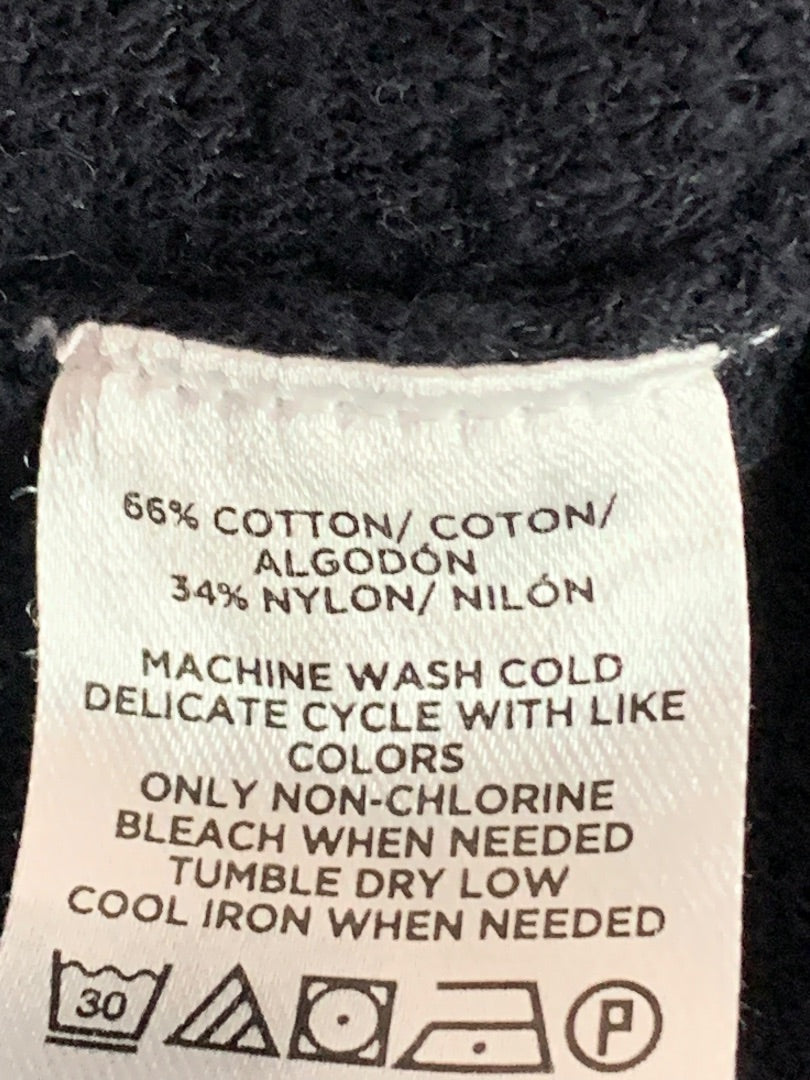 66% COTTON/ COTON/
ALGODÓN
34% NYLON/ NILÓN
MACHINE WASH COLD
DELICATE CYCLE WITH LIKE
COLORS
ONLY NON-CHLORINE
BLEACH WHEN NEEDED
TUMBLE DRY LOW
COOL IRON WHEN NEEDED
30 P